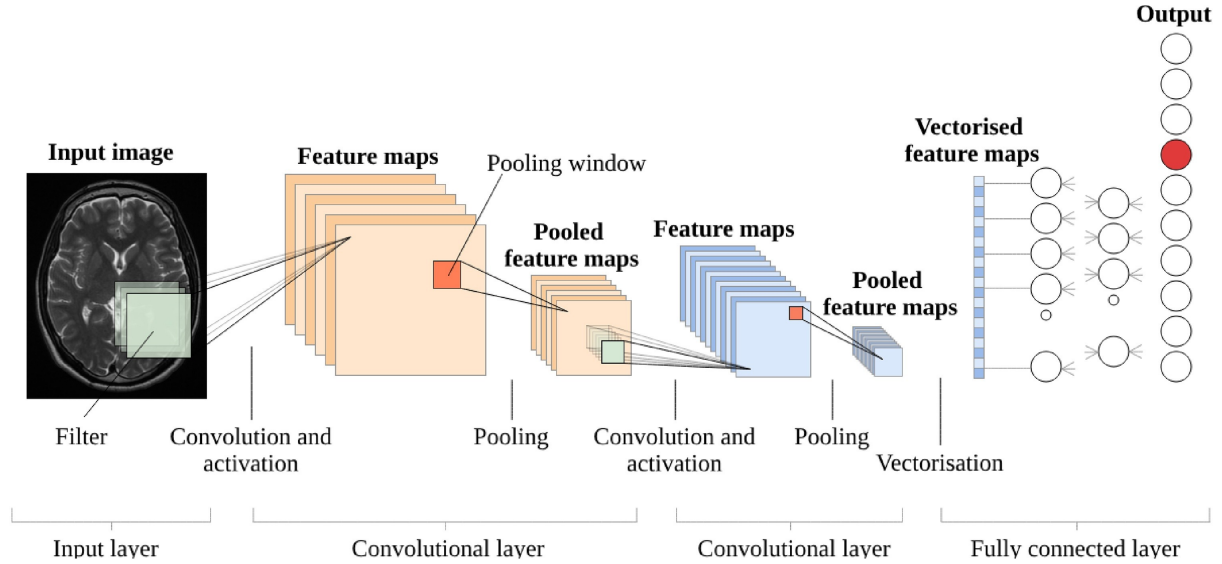 Output
Input image
Feature maps
Pooling window
Pooled
feature maps
Feature maps
Pooled
feature maps
Vectorised
feature maps
Filter
Convolution and
activation
Pooling
Convolution and
activation
Pooling
Vectorisation
Input layer
Convolutional layer
Convolutional layer
Fully connected layer